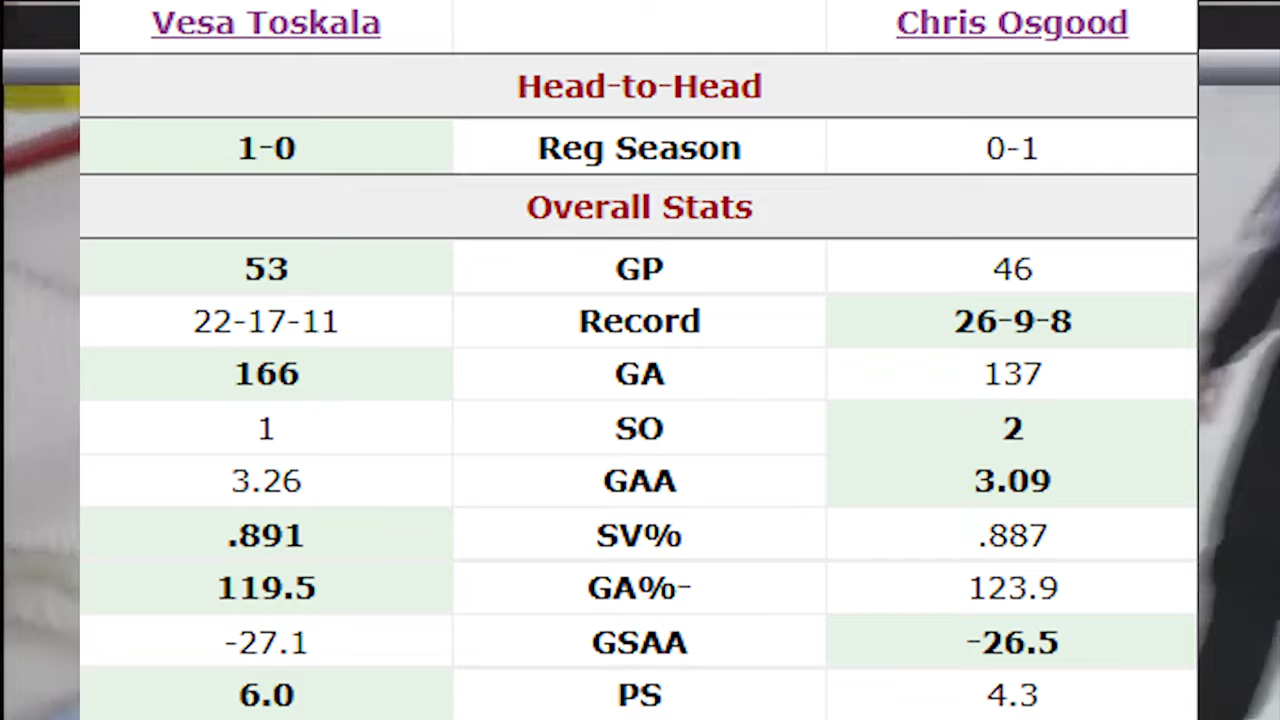 Vesa Toskala Chris Osgood
Head-to-Head
1-0 Reg Season 0-1
Overall Stats
53 GP 46
22-17-11 Record 26-9-8
166 GA 137
1 SO 2
3.26 GAA 3.09
.891 SV% .887
119.5 GA%- 123.9
-27.1 GSAA -26.5
6.0 PS 4.3